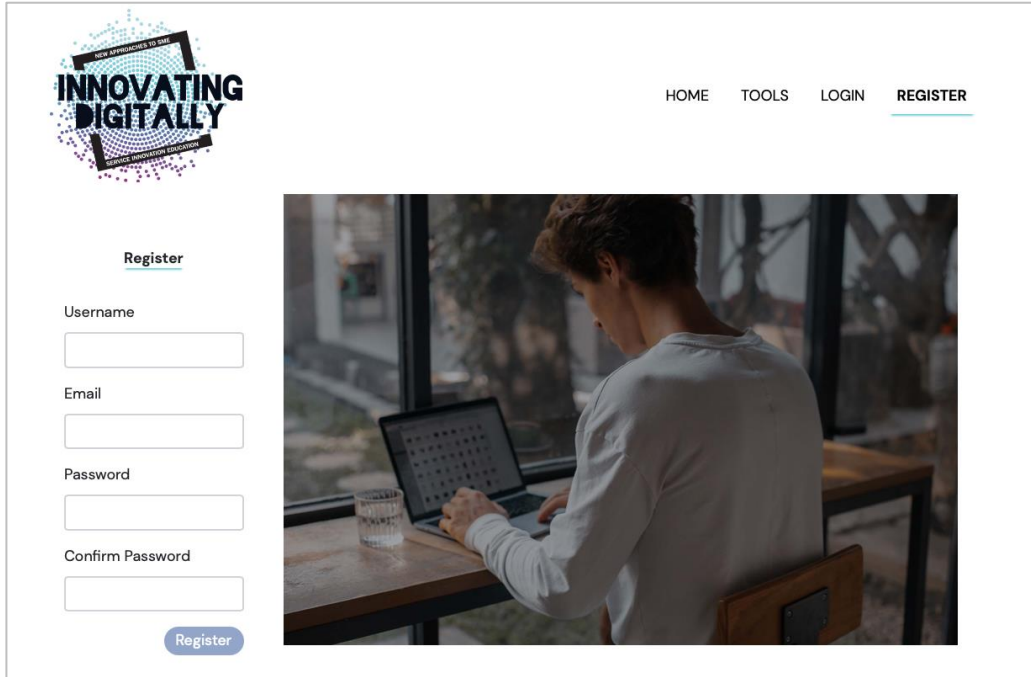 NEW APPROACHES TO SME
INNOVATING
DIGITALLY
SERVICE INNOVATION EDUCATION
HOME TOOLS LOGIN REGISTER
Register
Username
Email
Password
Confirm Password
Register